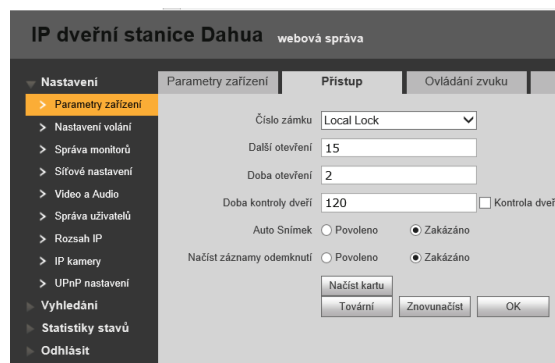 IP dveřní stanice Dahua webová správa
Nastavení
Parametry zařízení
Nastavení volání
Správa monitorů
Síťové nastavení
Video a Audio
Správa uživatelů
Rozsah IP
IP kamery
UPnP nastavení
Vyhledání
Statistiky stavů
Odhlásit
Parametry zařízení Přístup Ovládání zvuku
Číslo zámku Local Lock
Další otevření 15
Doba otevření 2
Doba kontroly dveří 120 Kontrola dveř
Auto Snímek Povoleno Zakázáno
Načíst záznamy odemknutí Povoleno Zakázáno
Načíst kartu
Tovární Znovunačíst OK